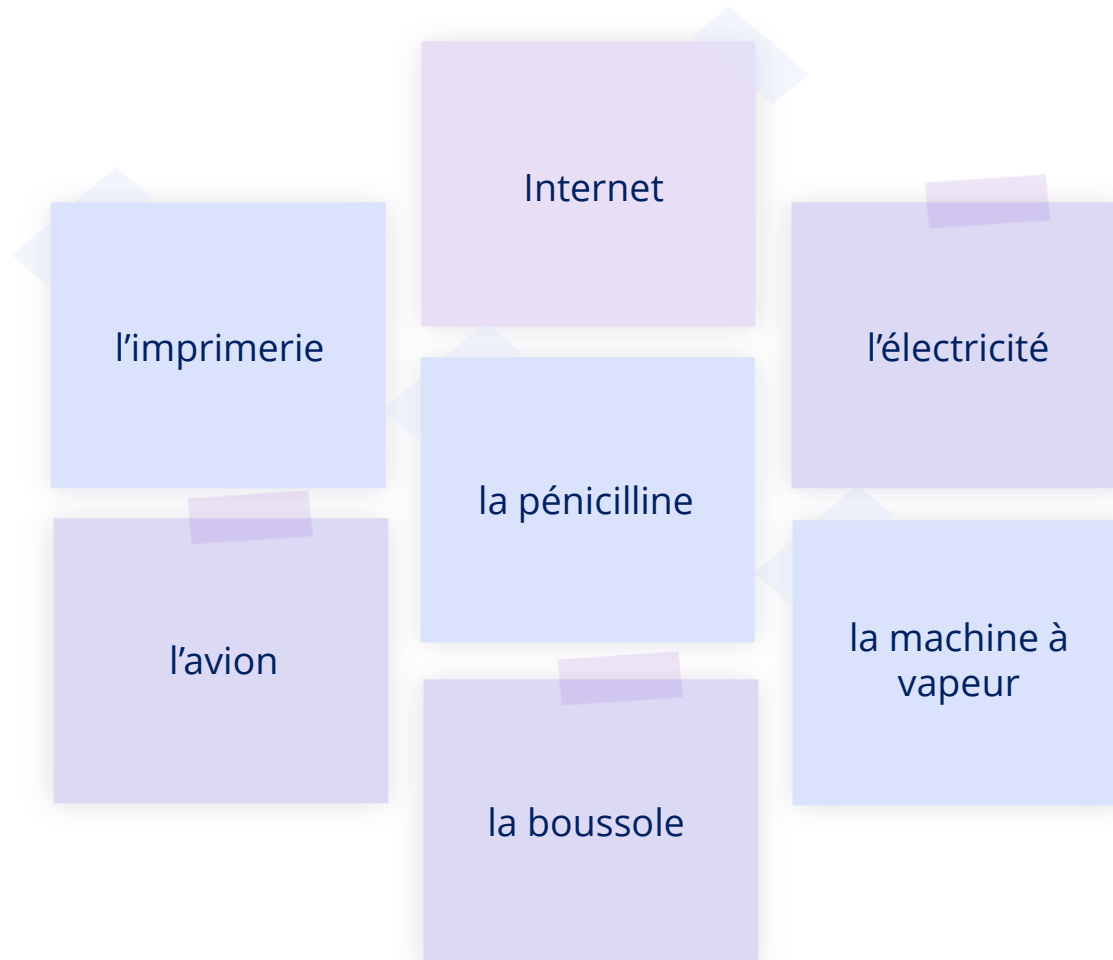 Internet
l’imprimerie
l’électricité
la pénicilline
l’avion
la machine à
vapeur
la boussole